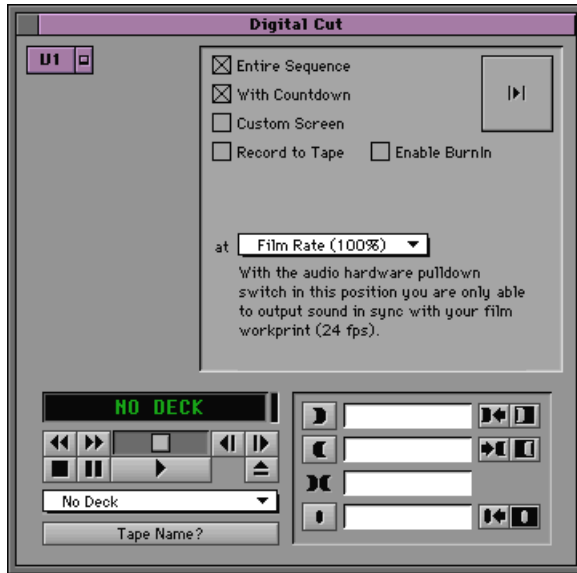 Digital Cut
V1
Entire Sequence
With Countdown
Custom Screen
Record to Tape
Enable BurnIn
at Film Rate (100%)
With the audio hardware pulldown
switch in this position you are only able
to output sound in sync with your film
workprint (24 fps).
NO DECK
No Deck
Tape Name?